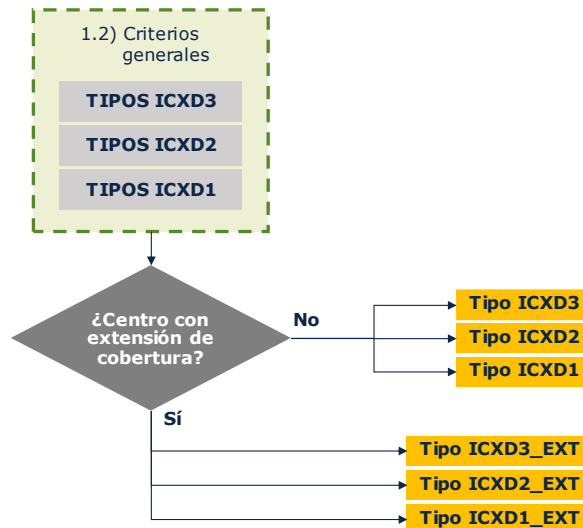 1.2) Criterios
generales
TIPOS ICXD3
TIPOS ICXD2
TIPOS ICXD1
¿Centro con
extensión de
cobertura?
No
Tipo ICXD3
Tipo ICXD2
Tipo ICXD1
Sí
Tipo ICXD3_EXT
Tipo ICXD2_EXT
Tipo ICXD1_EXT